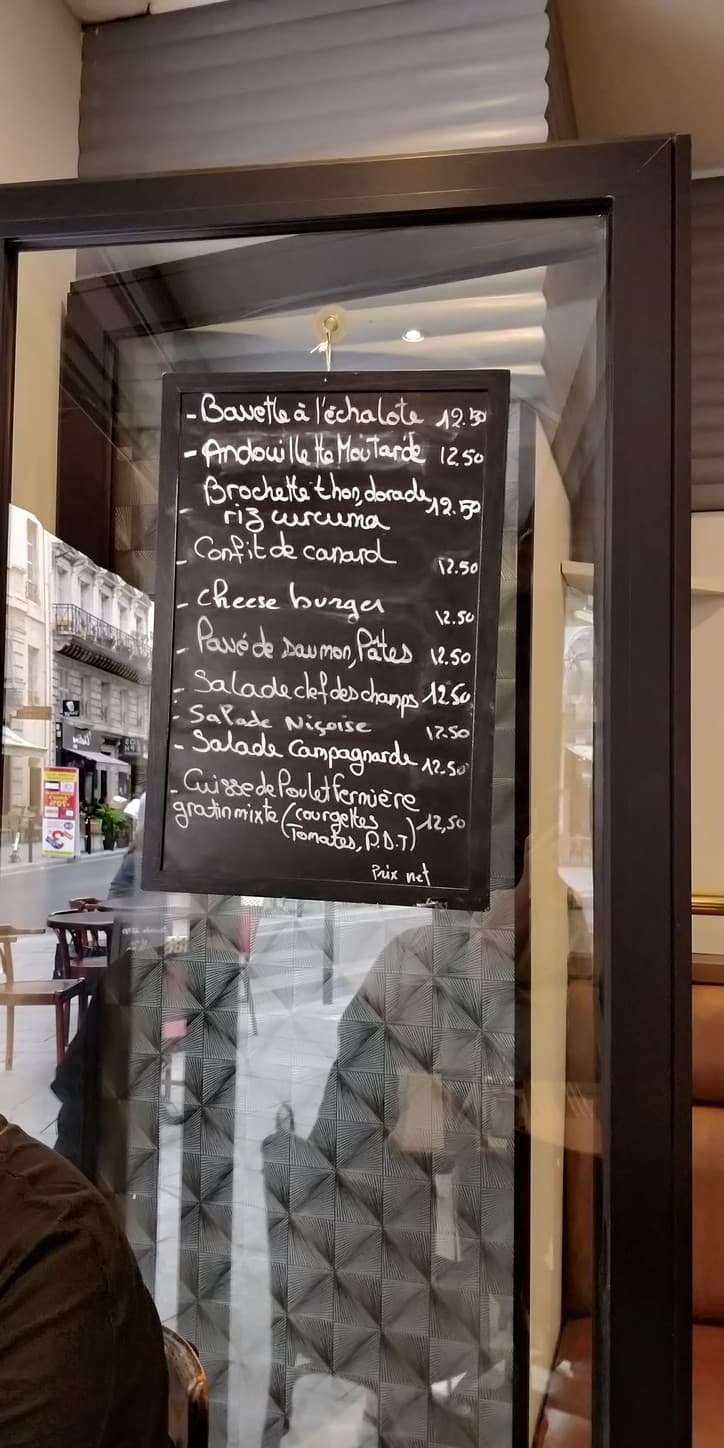 - Bavette à l'échalote 12.50
- Andouillette Moutarde 12.50
Brochette thon, dorade, 12.50
- riz curcuma
- Confit de canard 12.50
- cheese burger 12.50
- Pavé de saumon, Pâtes 12.50
- Salade chef des champs 12.50
- Salade Niçoise 12.50
- Salade Campagnarde 12.50
- Cuisse de Poulet fermière
gratin mixte (courgettes 12,50
Tomates, P.D.T)
Prix net